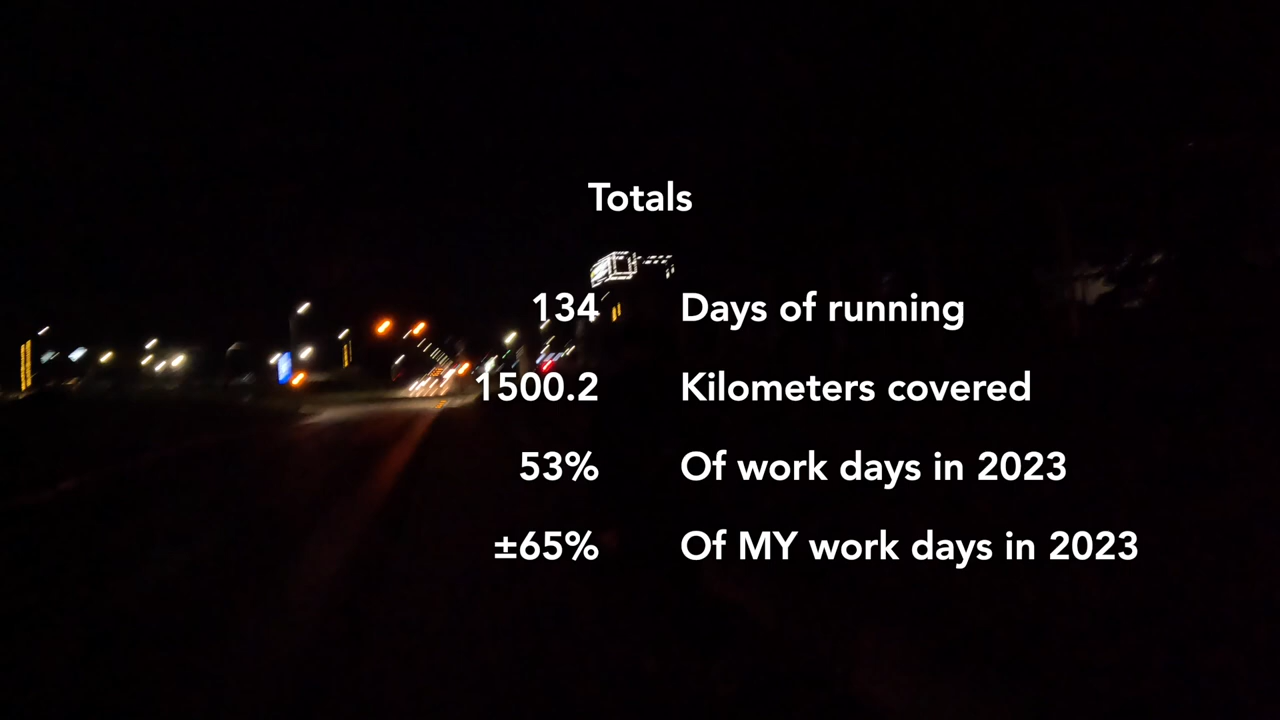 Totals
134 Days of running
1500.2 Kilometers covered
53% Of work days in 2023
±65% Of MY work days in 2023